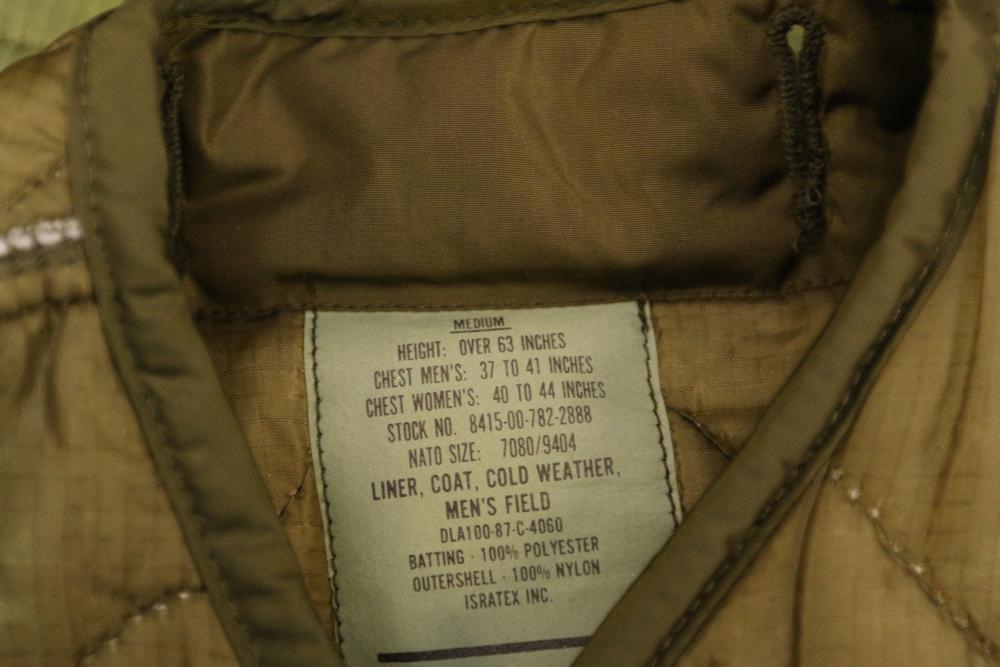 MEDIUM
HEIGHT: OVER 63 INCHES
CHEST MEN'S: 37 TO 41 INCHES
CHEST WOMEN'S: 40 TO 44 INCHES
STOCK NO. 8415-00-782-2888
NATO SIZE: 7080/9404
LINER, COAT, COLD WEATHER,
MEN'S FIELD
DLA100-87-C-4060
BATTING - 100% POLYESTER
OUTERSHELL - 100% NYLON
ISRATEX INC.